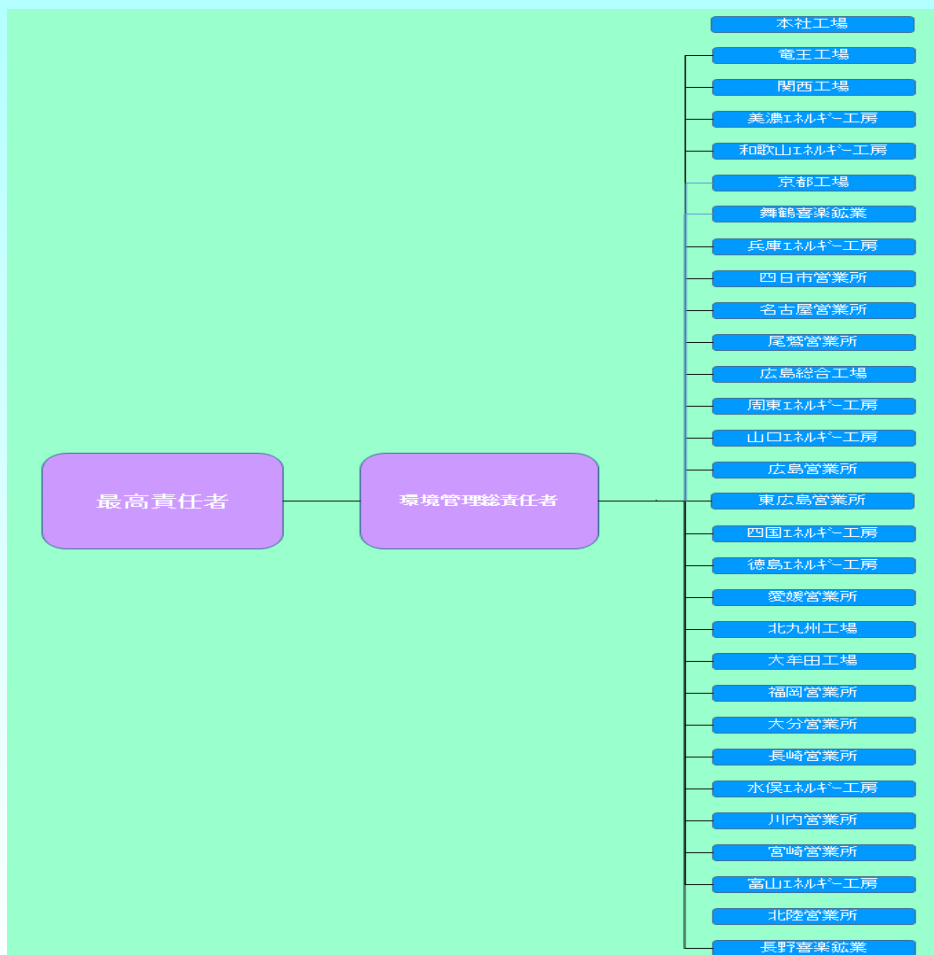 本社工場
竜王工場
関西工場
美濃ｴﾈﾙｷﾞｰ工房
和歌山ｴﾈﾙｷﾞｰ工房
京都工場
舞鶴喜楽鉱業
兵庫ｴﾈﾙｷﾞｰ工房
四日市営業所
名古屋営業所
尾鷲営業所
広島総合工場
周東ｴﾈﾙｷﾞｰ工房
山口ｴﾈﾙｷﾞｰ工房
広島営業所
最高責任者
環境管理総責任者
東広島営業所
四国ｴﾈﾙｷﾞｰ工房
徳島ｴﾈﾙｷﾞｰ工房
愛媛営業所
北九州工場
大牟田工場
福岡営業所
大分営業所
長崎営業所
水俣ｴﾈﾙｷﾞｰ工房
川内営業所
宮崎営業所
富山ｴﾈﾙｷﾞｰ工房
北陸営業所
長野喜楽鉱業